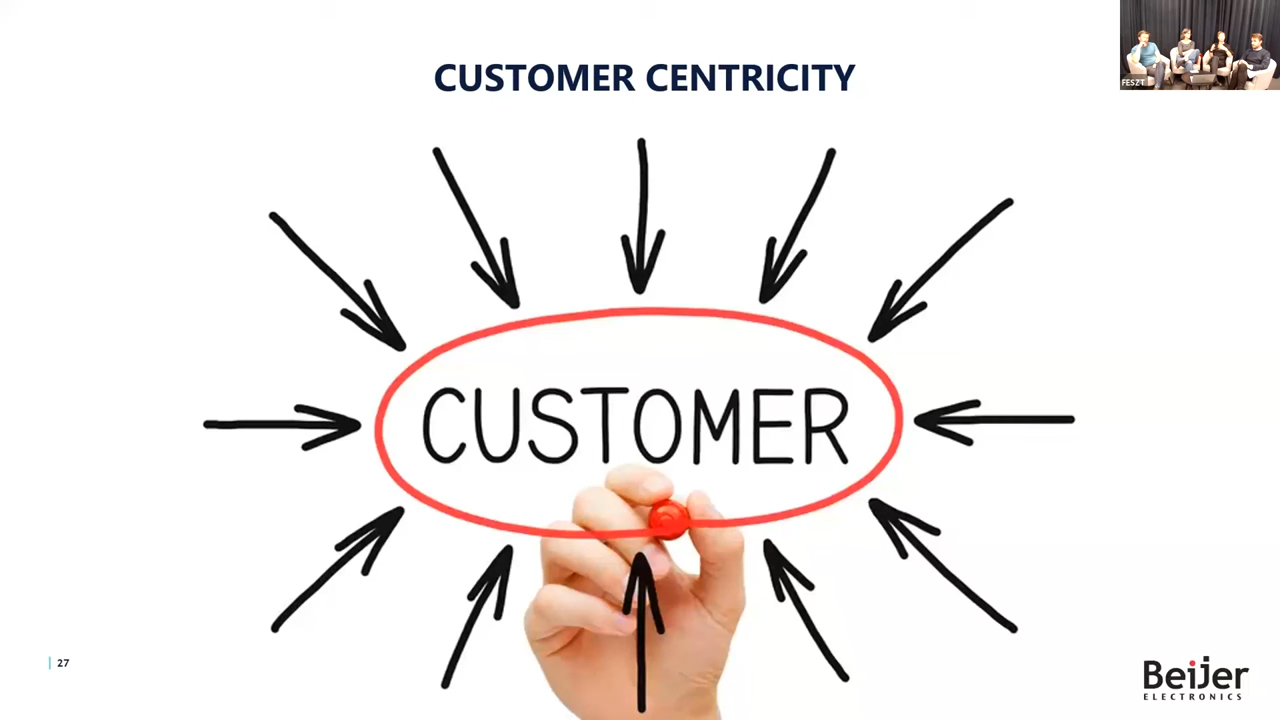 CUSTOMER CENTRICITY
FESZT
CUSTOMER
27
Beijer
ELECTRONICS